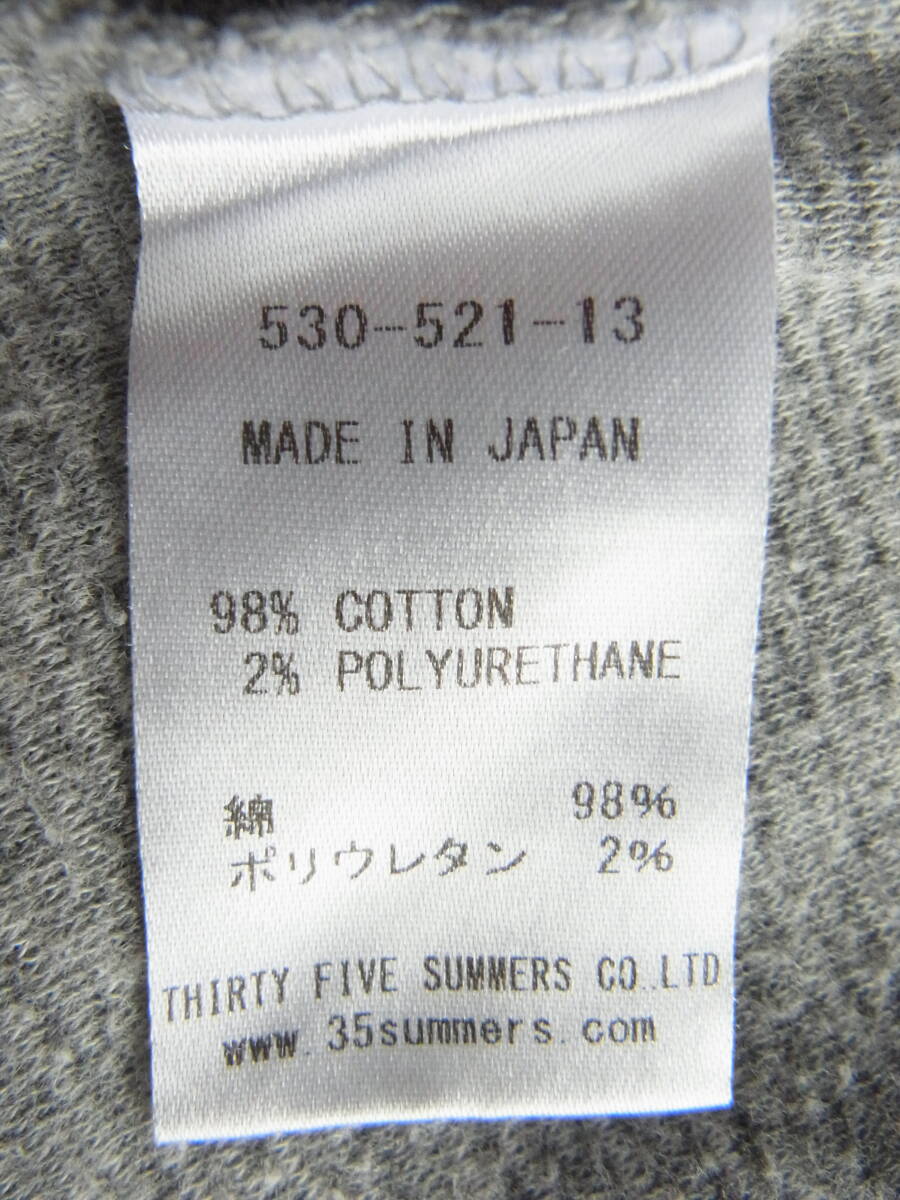 530-521-13
MADE IN JAPAN
98% COTTON
2% POLYURETHANE
綿 98%
ポリウレタン 2%
THIRTY FIVE SUMMERS CO.,LTD
www.35summers.com